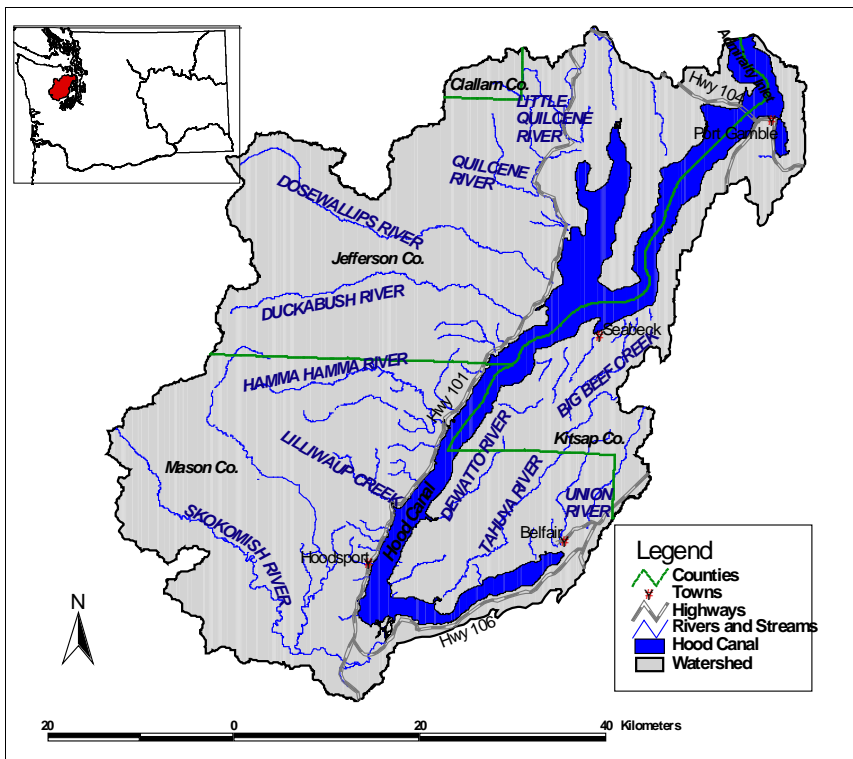 Admiralty Inlet
Clallam Co.
Hwy 104
LITTLE
QUILCENE
RIVER
Port Gamble
QUILCENE
RIVER
DOSEWALLIPS RIVER
Jefferson Co.
DUCKABUSH RIVER
Seabeck
HAMMA HAMMA RIVER
BIG BEEF CREEK
Hwy 101
Kitsap Co.
LILLIWAUP CREEK
DEWATTO RIVER
Mason Co.
TAHUYA RIVER
Hood Canal
UNION
RIVER
SKOKOMISH RIVER
Belfair
Hoodsport
Hwy 106
N
Legend
Counties
Towns
Highways
Rivers and Streams
Hood Canal
Watershed
20 0 20 40 Kilometers